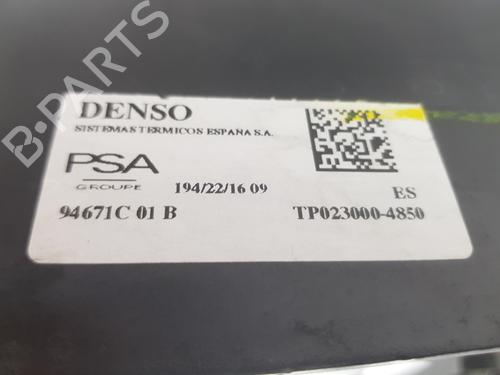 DENSO
SISTEMAS TERMICOS ESPAÑA S.A.
PSA
GROUPE
194/22/16 09
ES
94671C 01 B
TP023000-4850
B-PARTS